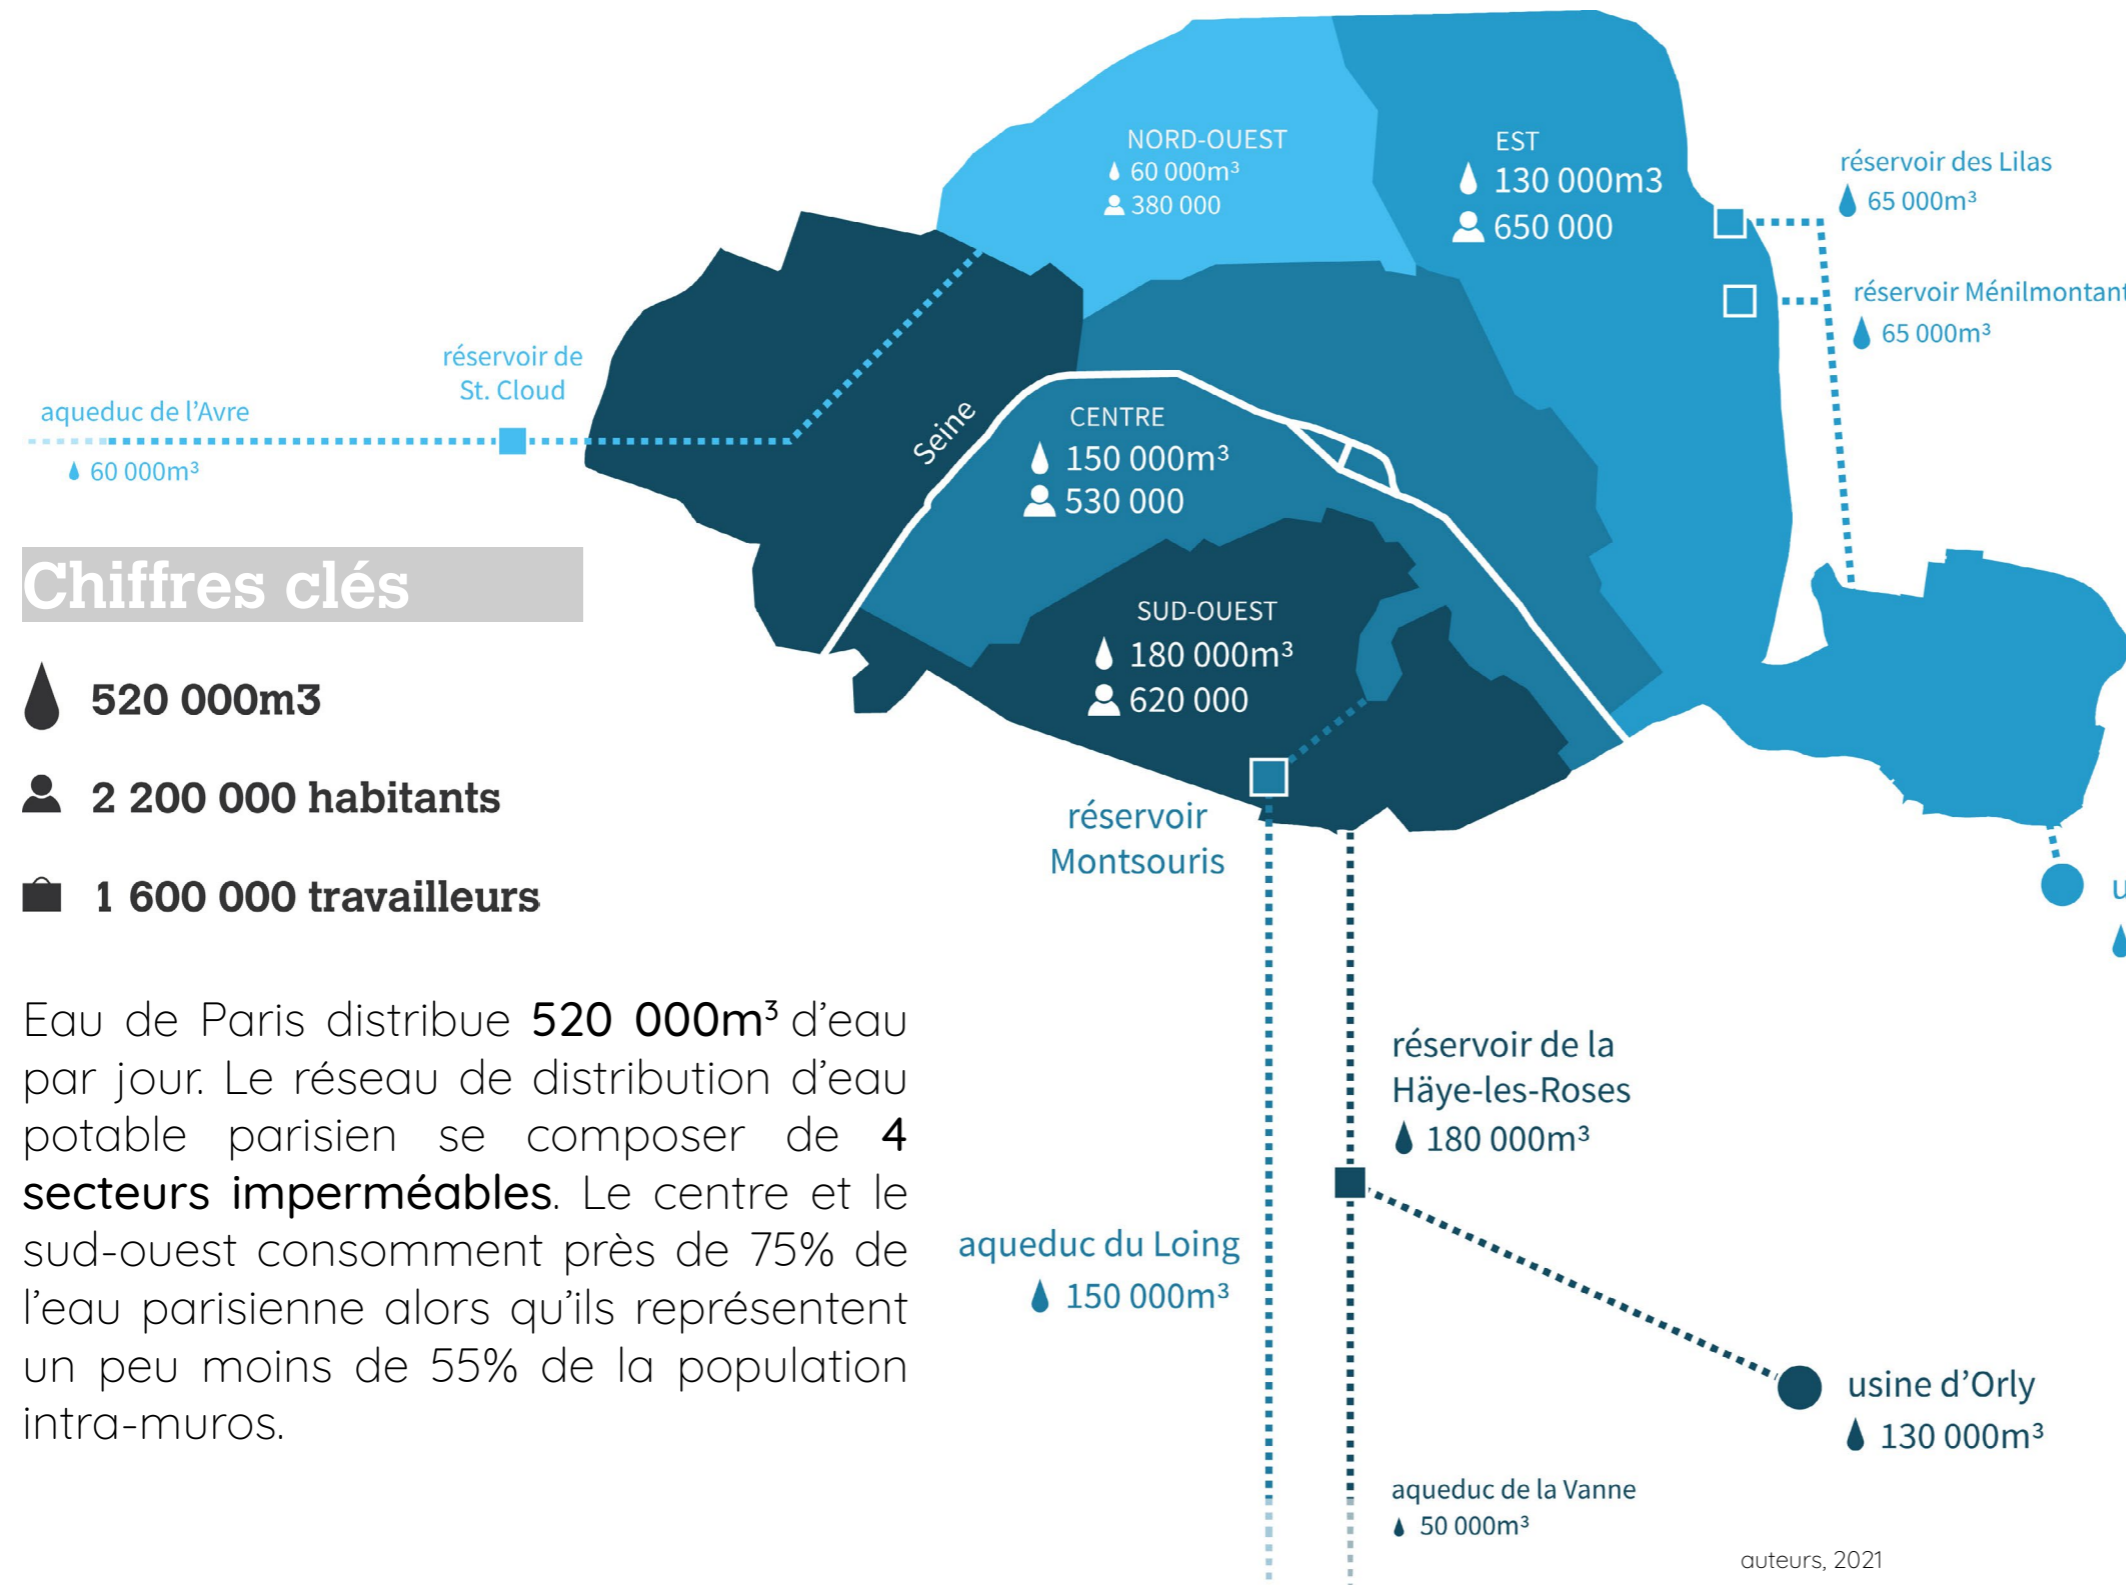 NORD-OUEST
60 000m³
380 000
EST
130 000m3
650 000
réservoir des Lilas
65 000m³
réservoir Ménilmontant
65 000m³
réservoir de
St. Cloud
aqueduc de l'Avre
60 000m³
Seine
CENTRE
150 000m³
530 000
SUD-OUEST
180 000m³
620 000
Chiffres clés
520 000m3
2 200 000 habitants
1 600 000 travailleurs
réservoir
Montsouris
Eau de Paris distribue 520 000m³ d'eau
par jour. Le réseau de distribution d'eau
potable parisien se composer de 4
secteurs imperméables. Le centre et le
sud-ouest consomment près de 75% de
l'eau parisienne alors qu'ils représentent
un peu moins de 55% de la population
intra-muros.
réservoir de la
Häye-les-Roses
180 000m³
aqueduc du Loing
150 000m³
usine d'Orly
130 000m³
aqueduc de la Vanne
50 000m³
auteurs, 2021